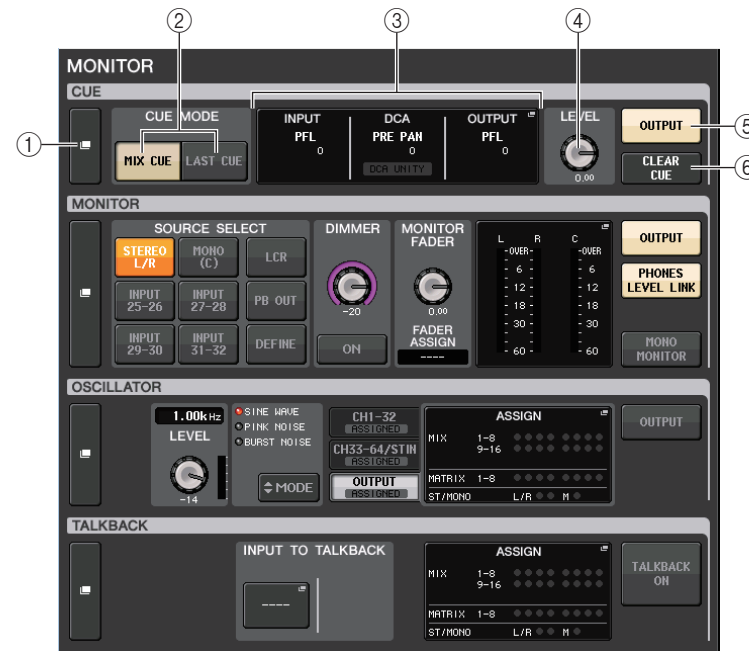 ② ③ ④
MONITOR
CUE
①
CUE MODE
MIX CUE LAST CUE
INPUT DCA OUTPUT
PFL PRE PAN PFL
0 0 0
DCA UNITY
LEVEL
0.00
OUTPUT ⑤
CLEAR CUE ⑥
MONITOR
SOURCE SELECT
STEREO L/R MONO (C) LCR
INPUT 25-26 INPUT 27-28 PB OUT
INPUT 29-30 INPUT 31-32 DEFINE
DIMMER
-20
ON
MONITOR FADER
0.00
FADER ASSIGN
----
L R C
-OVER- -OVER
- 6 - - 6
- 12 - - 12
- 18 - - 18
- 30 - - 30
- 60 - - 60
OUTPUT
PHONES LEVEL LINK
MONO MONITOR
OSCILLATOR
1.00kHz
LEVEL
-14
SINE WAVE
PINK NOISE
BURST NOISE
MODE
CH1-32
ASSIGNED
CH33-64/STIN
ASSIGNED
OUTPUT
ASSIGNED
ASSIGN
MIX 1-8
9-16
MATRIX 1-8
ST/MONO L/R M
OUTPUT
TALKBACK
INPUT TO TALKBACK
----
ASSIGN
MIX 1-8
9-16
MATRIX 1-8
ST/MONO L/R M
TALKBACK ON